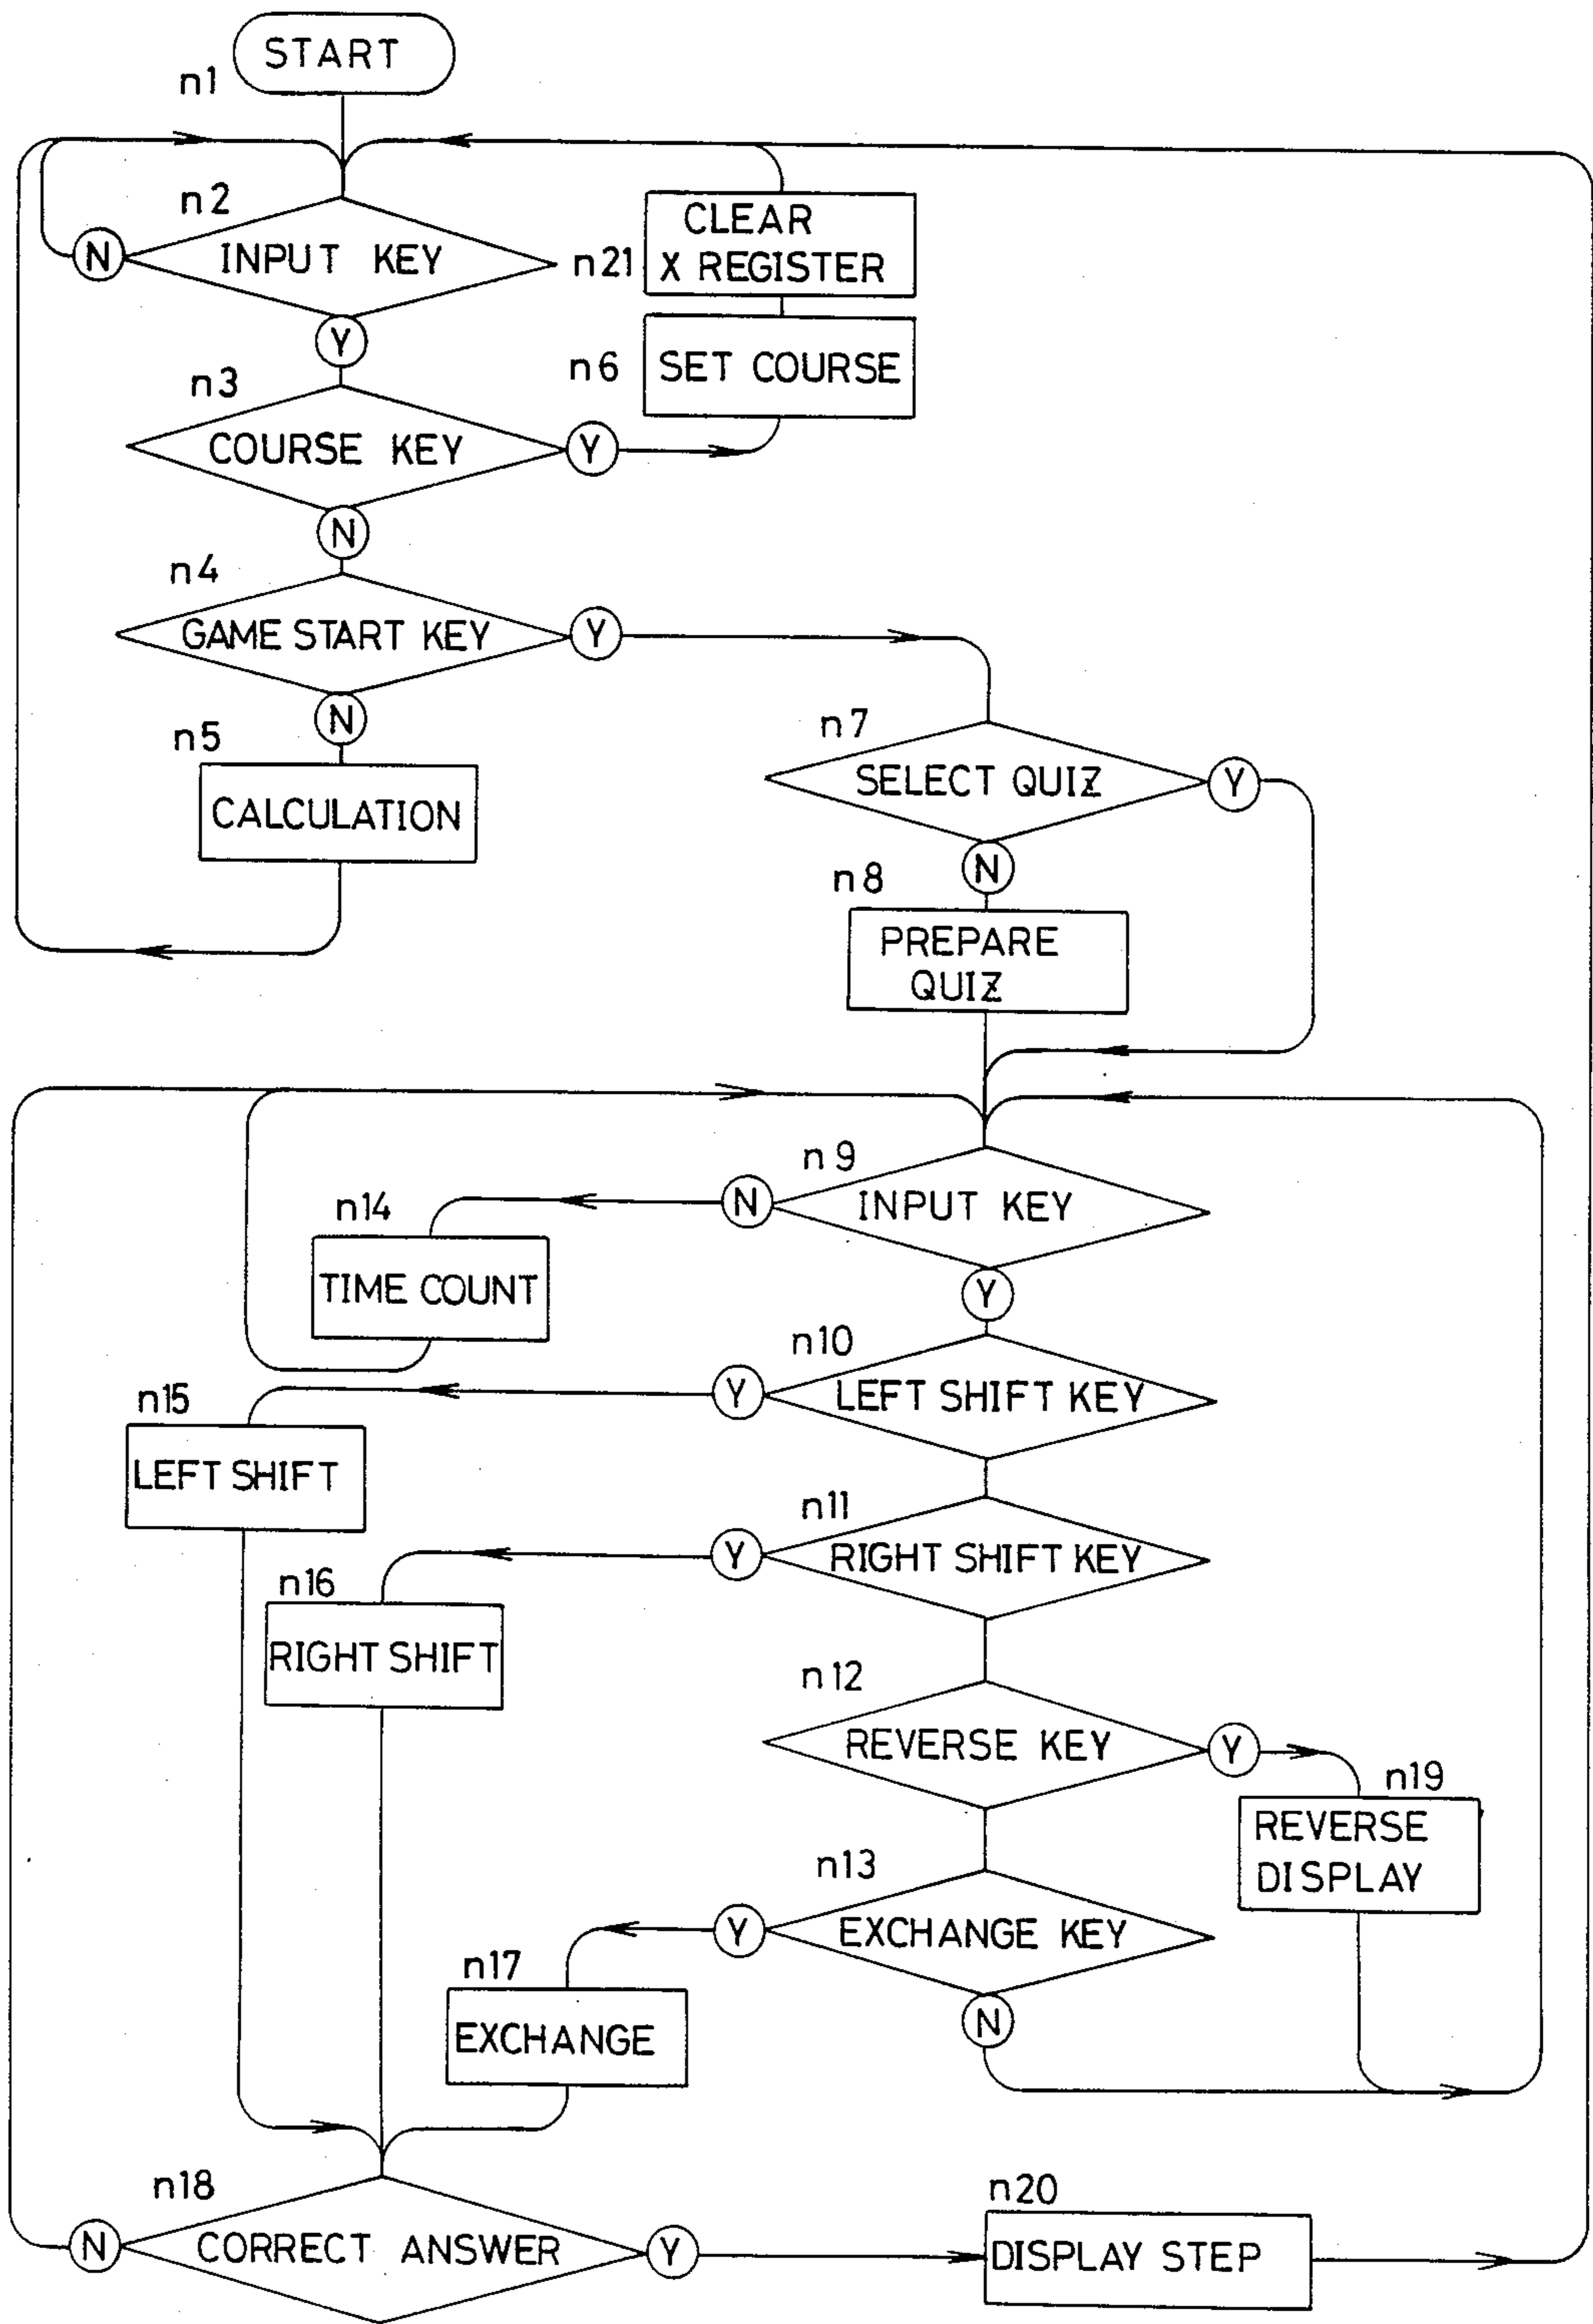 START
n1
n2
INPUT KEY
N
Y
n21
CLEAR
X REGISTER
n6
SET COURSE
n3
COURSE KEY
Y
N
n4
GAME START KEY
Y
N
n5
CALCULATION
n7
SELECT QUIZ
Y
N
n8
PREPARE
QUIZ
n9
INPUT KEY
N
Y
n14
TIME COUNT
n10
LEFT SHIFT KEY
Y
n15
LEFT SHIFT
n11
RIGHT SHIFT KEY
Y
n16
RIGHT SHIFT
n12
REVERSE KEY
Y
n19
REVERSE
DISPLAY
n13
EXCHANGE KEY
Y
N
n17
EXCHANGE
n18
CORRECT ANSWER
N
Y
n20
DISPLAY STEP